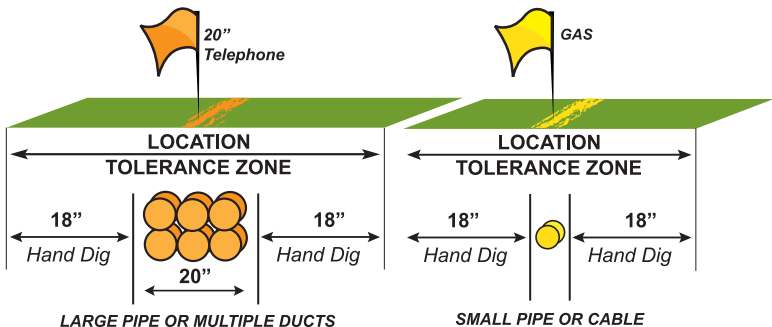 20”
Telephone
LOCATION
TOLERANCE ZONE
18”
Hand Dig
18”
Hand Dig
20”
LARGE PIPE OR MULTIPLE DUCTS
GAS
LOCATION
TOLERANCE ZONE
18”
Hand Dig
18”
Hand Dig
SMALL PIPE OR CABLE